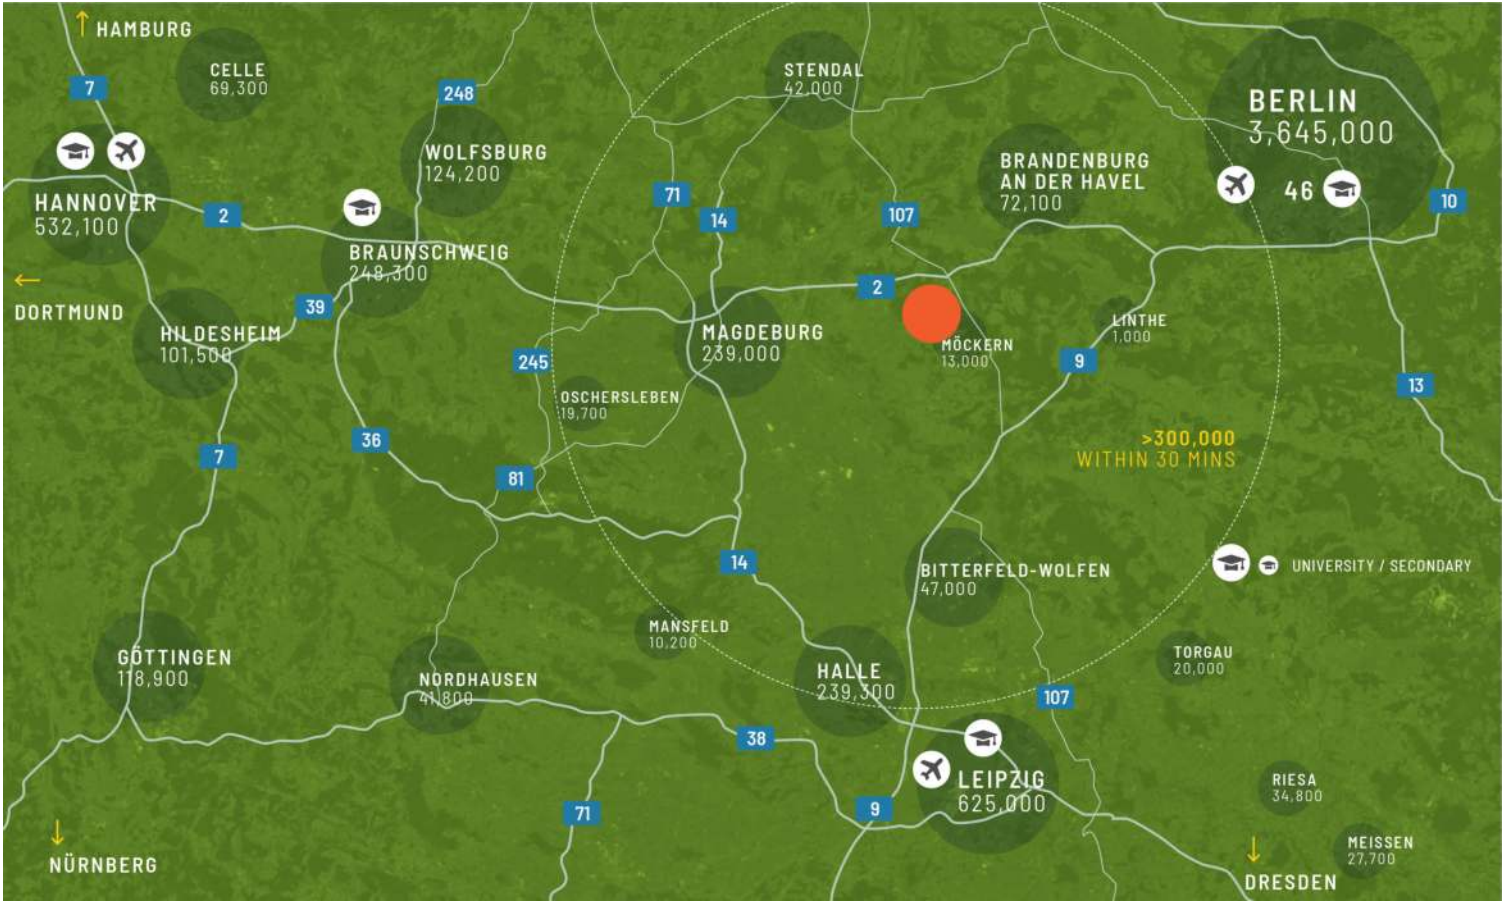 HAMBURG
CELLE
69,300
7
248
STENDAL
42,000
BERLIN
3,645,000
WOLFSBURG
124,200
BRANDENBURG
AN DER HAVEL
72,100
46
HANNOVER
532,100
2
71
14
107
10
BRAUNSCHWEIG
248,300
DORTMUND
39
2
HILDESHEIM
101,500
MAGDEBURG
239,000
MÖCKERN
13,000
LINTHE
1,000
245
9
13
OSCHERSLEBEN
19,700
36
7
81
>300,000
WITHIN 30 MINS
14
BITTERFELD-WOLFEN
47,000
UNIVERSITY / SECONDARY
GÖTTINGEN
118,900
NORDHAUSEN
41,800
MANSFELD
10,200
HALLE
239,300
TORGAU
20,000
107
38
71
9
LEIPZIG
625,000
RIESA
34,800
NÜRNBERG
MEISSEN
27,700
DRESDEN